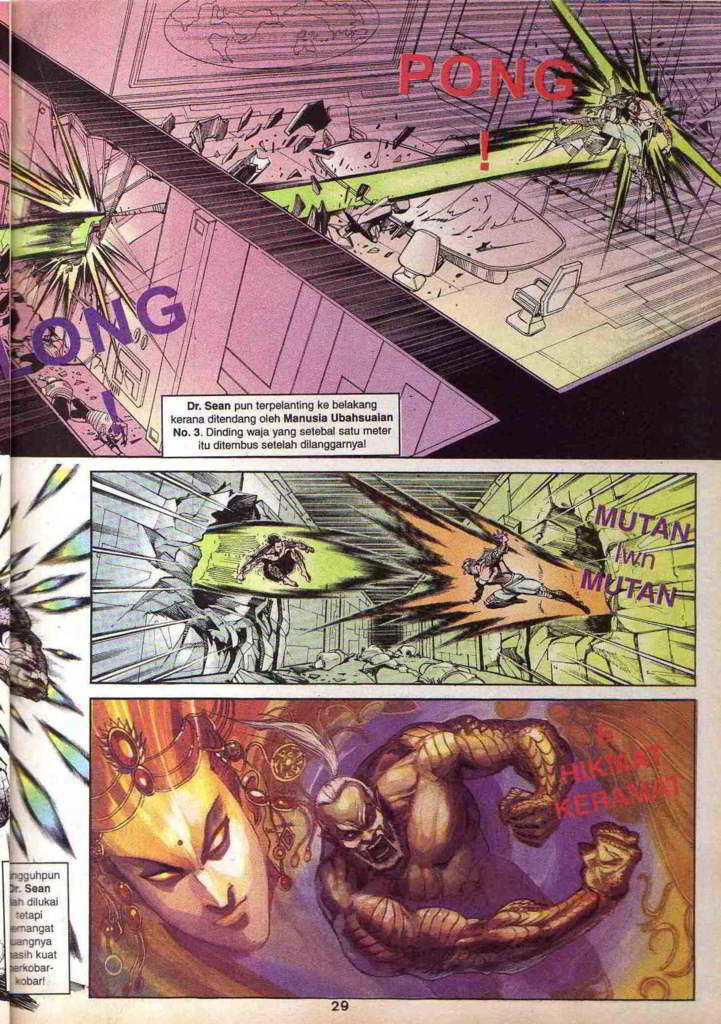 PONG
!
LONG
!
Dr. Sean pun terpelanting ke belakang
kerana ditendang oleh Manusia Ubahsuaian
No. 3. Dinding waja yang setebal satu meter
itu ditembus setelah dilanggarnya!
MUTAN
lwn
MUTAN
HIKMAT
KERAMAT
Dr. Sean
dilukai
tetapi
kuat
kobar!
29